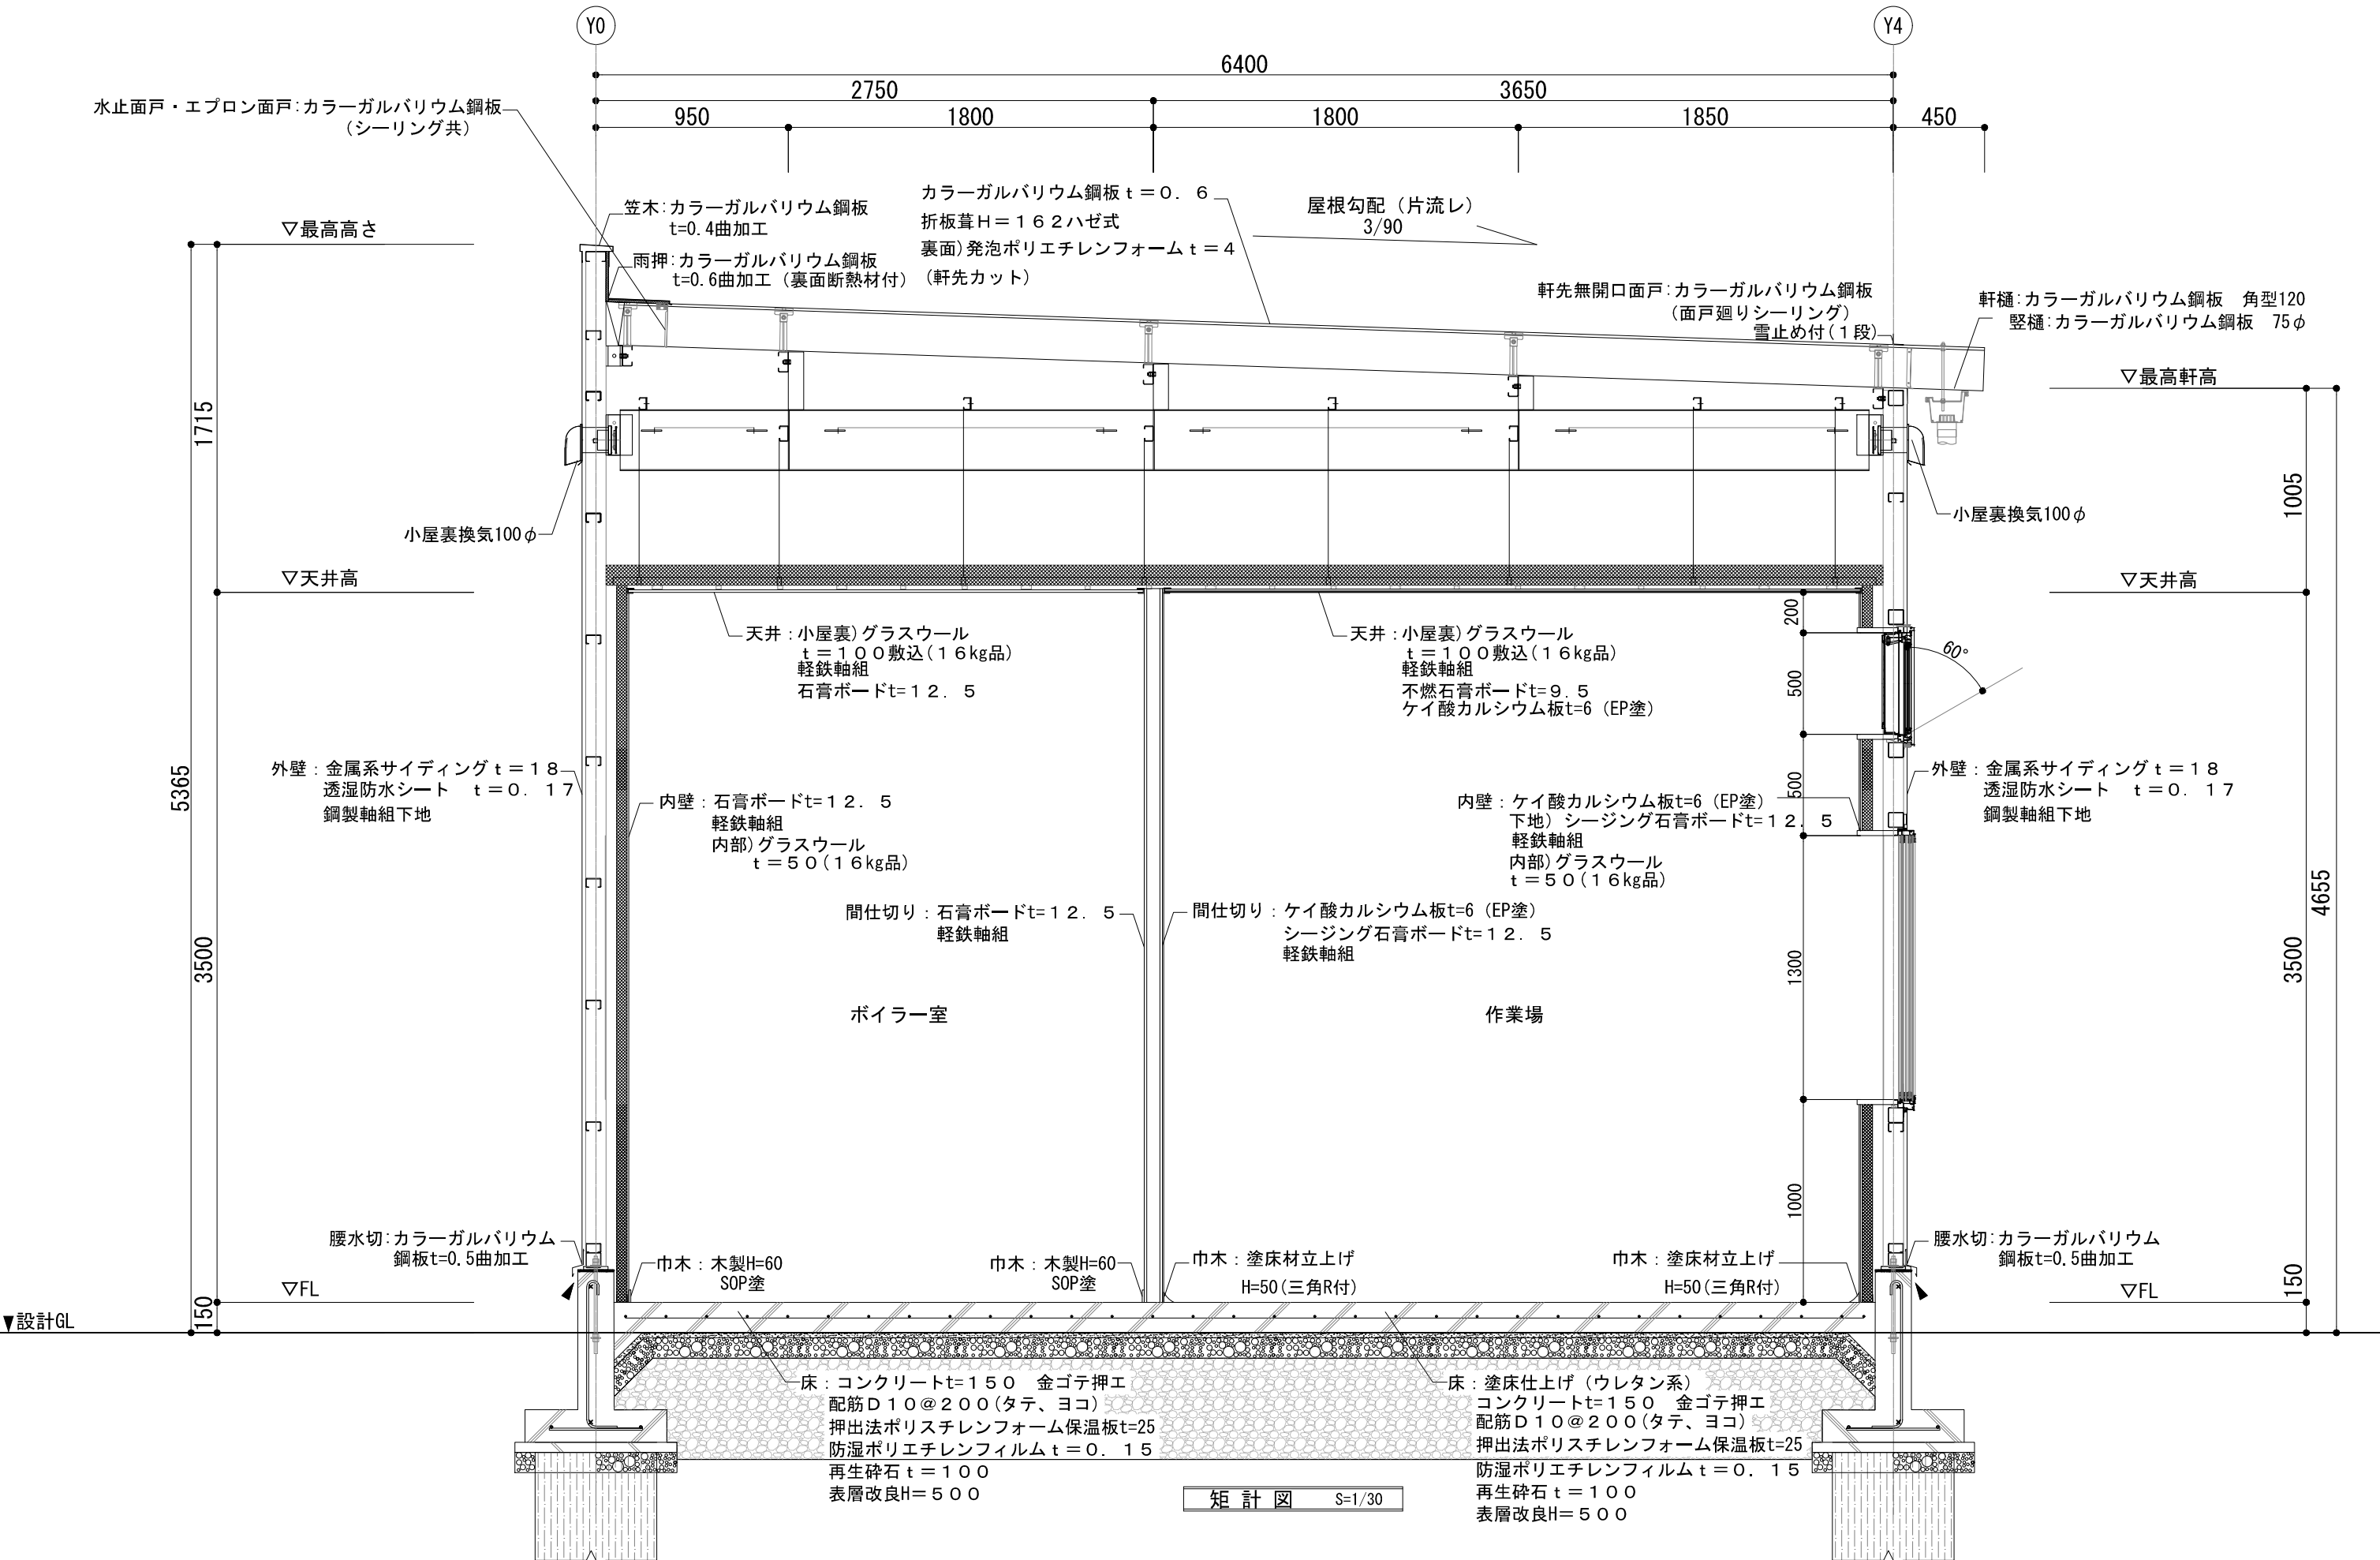 Y0
Y4
6400
2750
3650
950
1800
1800
1850
450
水止面戸・エプロン面戸:カラーガルバリウム鋼板
(シーリング共)
笠木:カラーガルバリウム鋼板
t=0.4曲加工
雨押:カラーガルバリウム鋼板
t=0.6曲加工（裏面断熱材付）
カラーガルバリウム鋼板ｔ＝０．６
折板葺Ｈ＝１６２ハゼ式
裏面)発泡ポリエチレンフォームｔ＝４
（軒先カット）
屋根勾配（片流レ）
3/90
軒先無開口面戸:カラーガルバリウム鋼板
(面戸廻りシーリング)
雪止め付(１段)
軒樋:カラーガルバリウム鋼板　角型120
竪樋:カラーガルバリウム鋼板　75φ
▽最高高さ
▽最高軒高
1715
1005
小屋裏換気100φ
小屋裏換気100φ
▽天井高
▽天井高
天井：小屋裏)グラスウール
ｔ＝１００敷込(１６kg品)
軽鉄軸組
石膏ボードt=１２．５
天井：小屋裏)グラスウール
ｔ＝１００敷込(１６kg品)
軽鉄軸組
不燃石膏ボードt=９.５
ケイ酸カルシウム板t=6（EP塗）
200
500
60°
5365
外壁：金属系サイディングｔ＝１８
透湿防水シート　ｔ＝０．１７
鋼製軸組下地
内壁：石膏ボードt=１２．５
軽鉄軸組
内部)グラスウール
ｔ＝５０(１６kg品)
500
内壁：ケイ酸カルシウム板t=6（EP塗）
下地）シージング石膏ボードt=１２．５
軽鉄軸組
内部)グラスウール
ｔ＝５０(１６kg品)
外壁：金属系サイディングｔ＝１８
透湿防水シート　ｔ＝０．１７
鋼製軸組下地
4655
間仕切り：石膏ボードt=１２．５
軽鉄軸組
間仕切り：ケイ酸カルシウム板t=6（EP塗）
シージング石膏ボードt=１２．５
軽鉄軸組
3500
1300
3500
ボイラー室
作業場
1000
腰水切:カラーガルバリウム
鋼板t=0.5曲加工
巾木：木製H=60
SOP塗
巾木：木製H=60
SOP塗
巾木：塗床材立上げ
H=50(三角R付)
巾木：塗床材立上げ
H=50(三角R付)
腰水切:カラーガルバリウム
鋼板t=0.5曲加工
▽FL
▽FL
150
150
▼設計GL
床：コンクリートt=１５０　金ゴテ押エ
配筋Ｄ１０＠２００(タテ、ヨコ)
押出法ポリスチレンフォーム保温板t=25
防湿ポリエチレンフィルムｔ＝０．１５
再生砕石ｔ＝１００
表層改良H＝５００
床：塗床仕上げ（ウレタン系）
コンクリートt=１５０　金ゴテ押エ
配筋Ｄ１０＠２００(タテ、ヨコ)
押出法ポリスチレンフォーム保温板t=25
防湿ポリエチレンフィルムｔ＝０．１５
再生砕石ｔ＝１００
表層改良H＝５００
矩 計 図　S=1/30